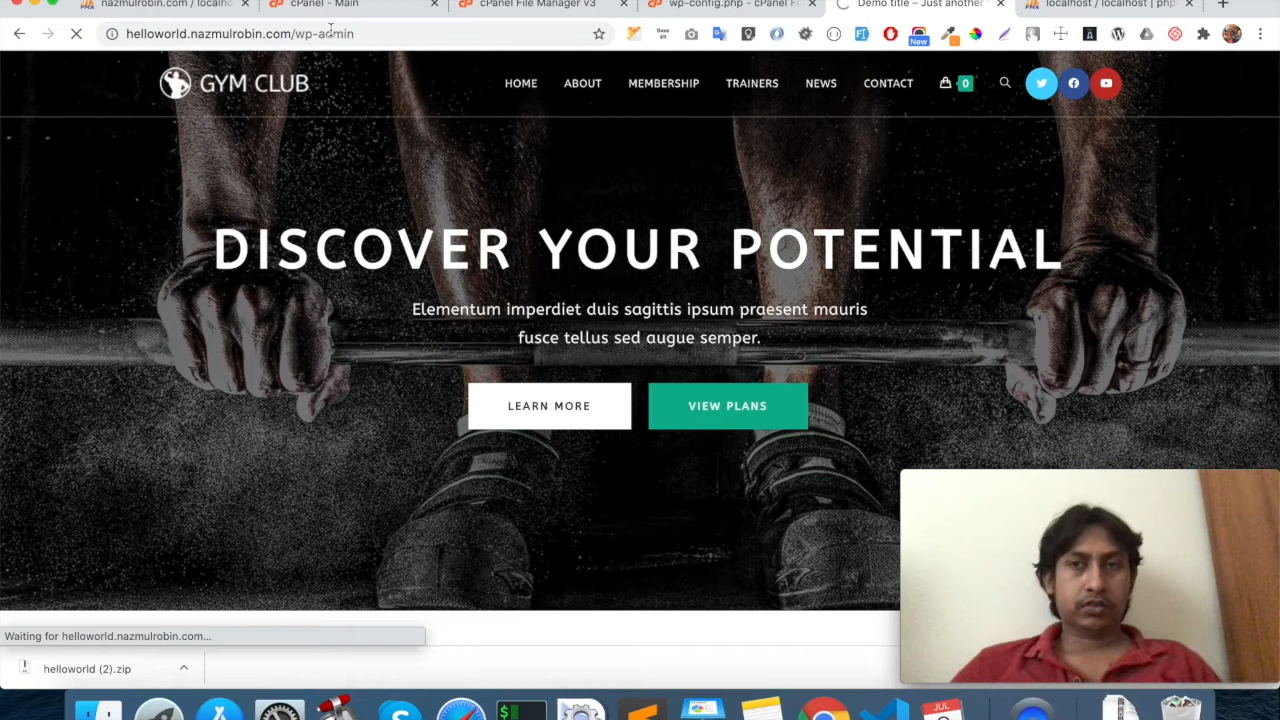 nazmulrobin.com / localho
cPanel - Main
cPanel File Manager v3
wp-config.php - cPanel Fi
Demo title – Just another
localhost / localhost | php
helloworld.nazmulrobin.com/wp-admin
New
GYM CLUB
HOME ABOUT MEMBERSHIP TRAINERS NEWS CONTACT 0
DISCOVER YOUR POTENTIAL
Elementum imperdiet duis sagittis ipsum praesent mauris
fusce tellus sed augue semper.
LEARN MORE VIEW PLANS
Waiting for helloworld.nazmulrobin.com...
helloworld (2).zip
JUL